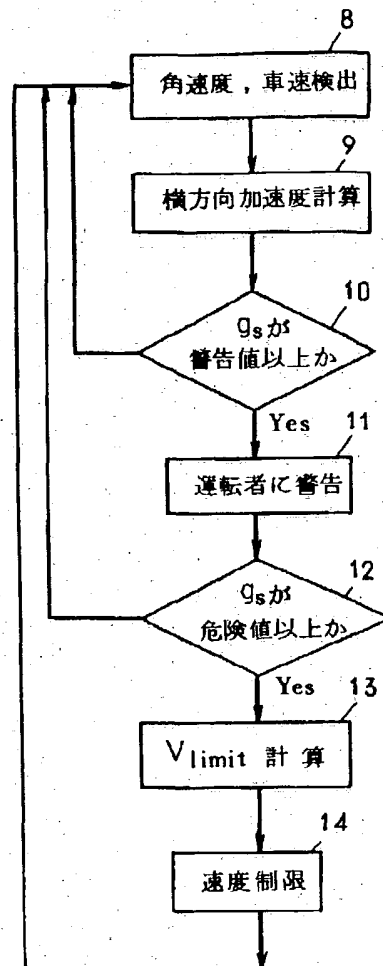 8
角速度，車速検出
9
横方向加速度計算
10
gsが
警告値以上か
Yes
11
運転者に警告
12
gsが
危険値以上か
Yes
13
Vlimit 計算
14
速度制限